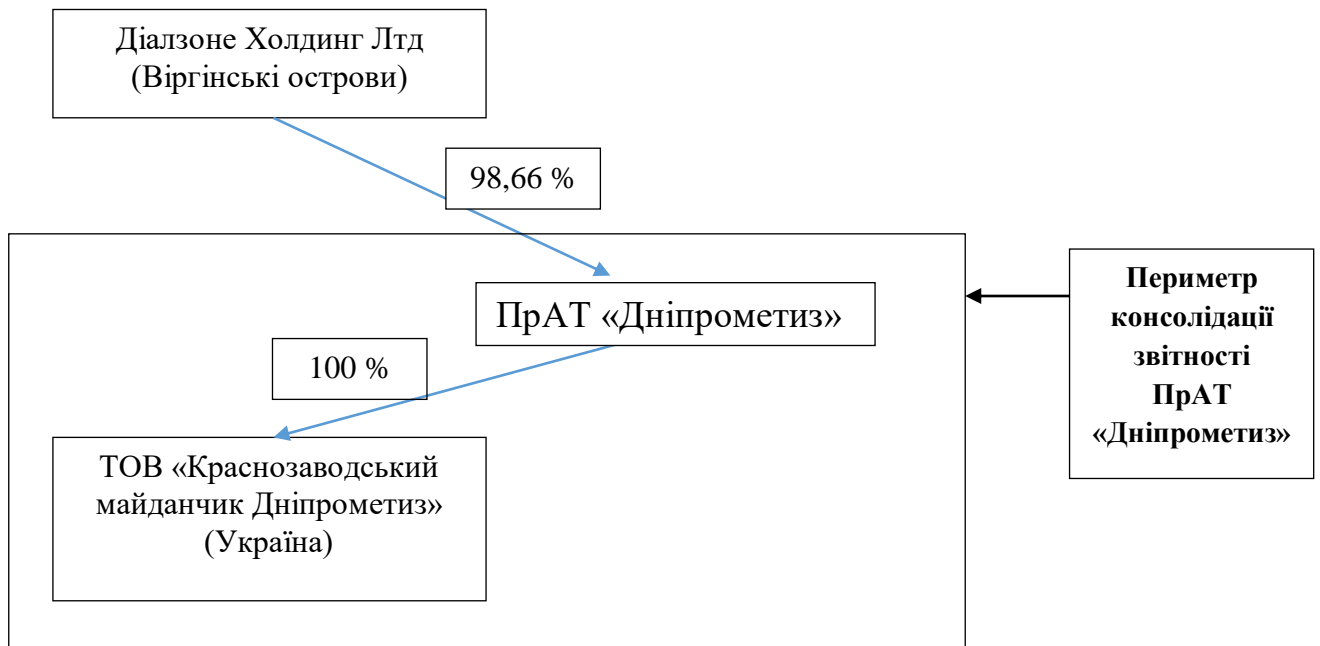 Діалзоне Холдинг Лтд
(Віргінські острови)
98,66 %
ПрАТ «Дніпрометиз»
Периметр
консолідації
звітності
ПрАТ
«Дніпрометиз»
100 %
ТОВ «Краснозаводський
майданчик Дніпрометиз»
(Україна)